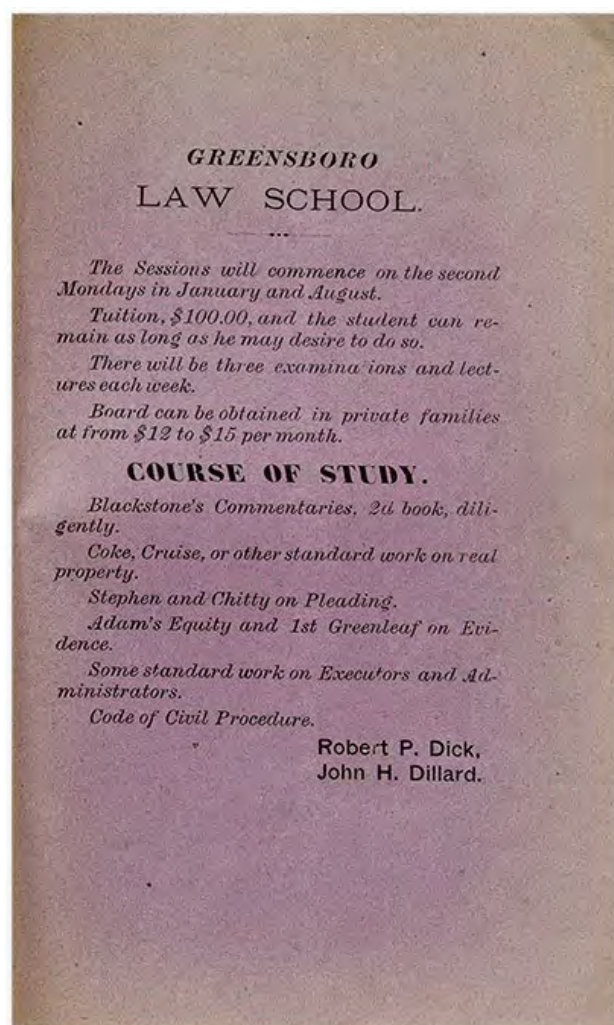 GREENSBORO
LAW SCHOOL.
The Sessions will commence on the second
Mondays in January and August.
Tuition, $100.00, and the student can re-
main as long as he may desire to do so.
There will be three examina ions and lect-
ures each week.
Board can be obtained in private families
at from $12 to $15 per month.
COURSE OF STUDY.
Blackstone's Commentaries, 2d book, dili-
gently.
Coke, Cruise, or other standard work on real
property.
Stephen and Chitty on Pleading.
Adam's Equity and 1st Greenleaf on Evi-
dence.
Some standard work on Executors and Ad-
ministrators.
Code of Civil Procedure.
Robert P. Dick,
John H. Dillard.